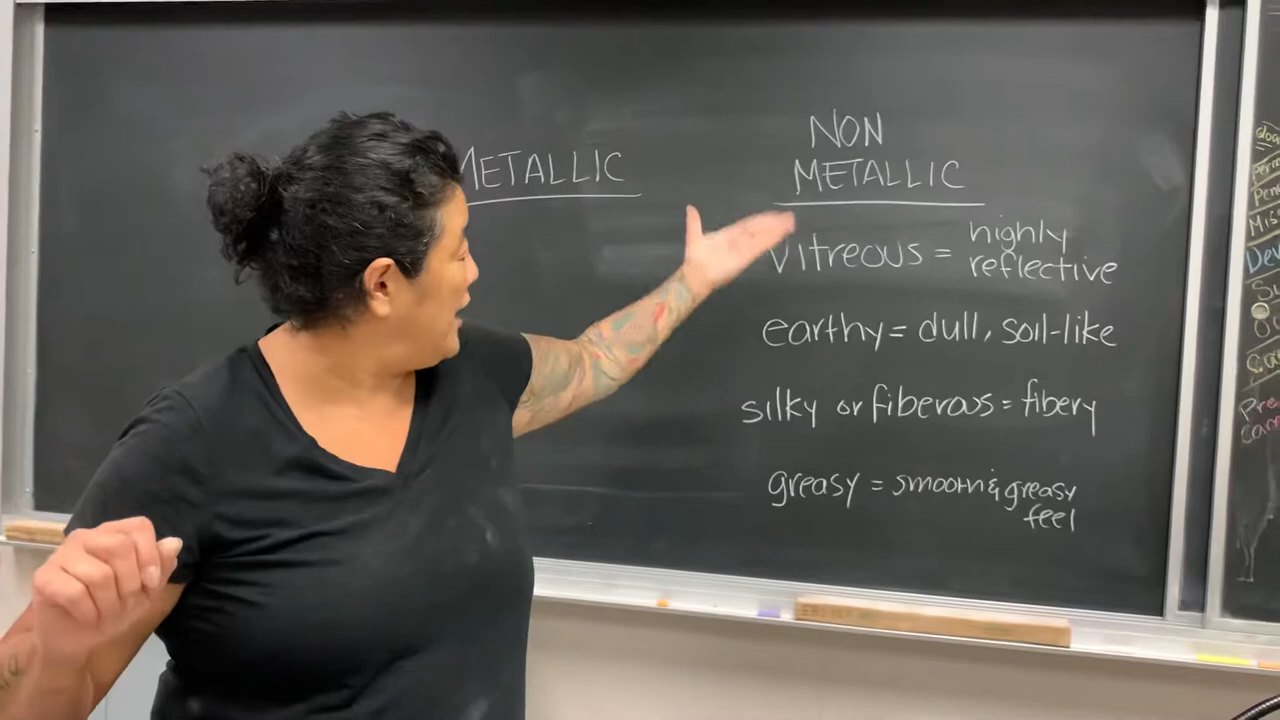 METALLIC
NON
METALLIC
vitreous = highly
reflective
earthy = dull, soil-like
silky or fiberous = fibery
greasy = smooth & greasy
feel